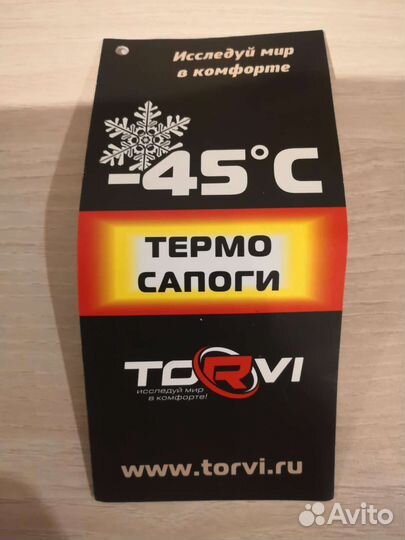 Исследуй мир
в комфорте
-45°C
ТЕРМО
САПОГИ
TORVI
исследуй мир
в комфорте!
www.torvi.ru
Avito